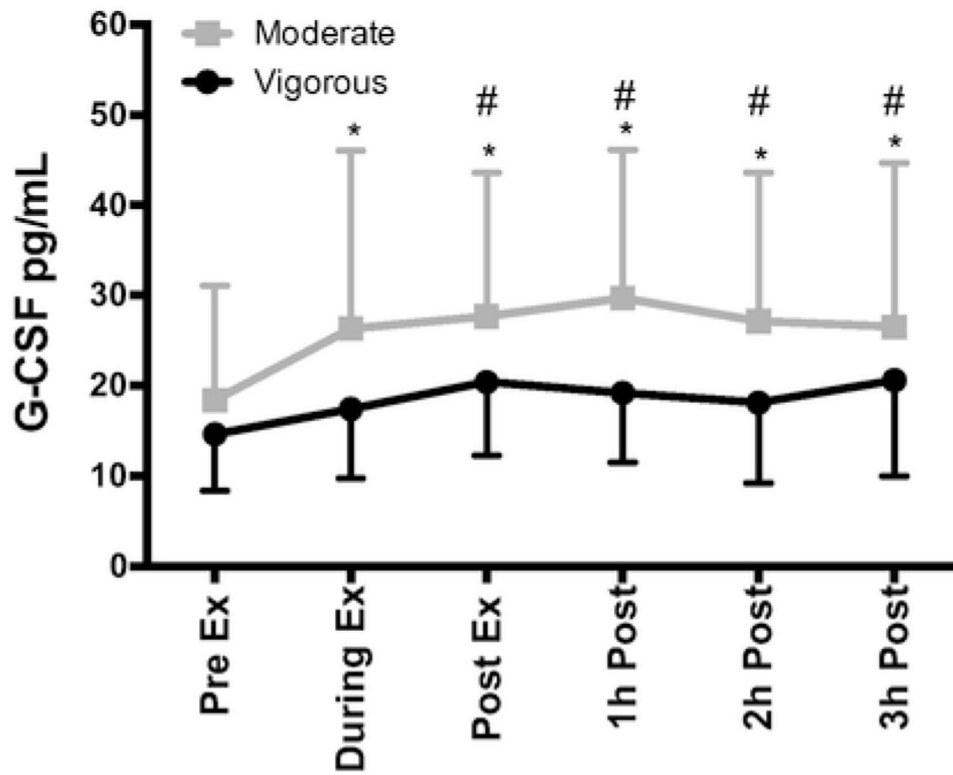 G-CSF pg/mL
60
50
40
30
20
10
0
Moderate
Vigorous
*
#
*
#
*
#
*
#
*
Pre Ex
During Ex
Post Ex
1h Post
2h Post
3h Post